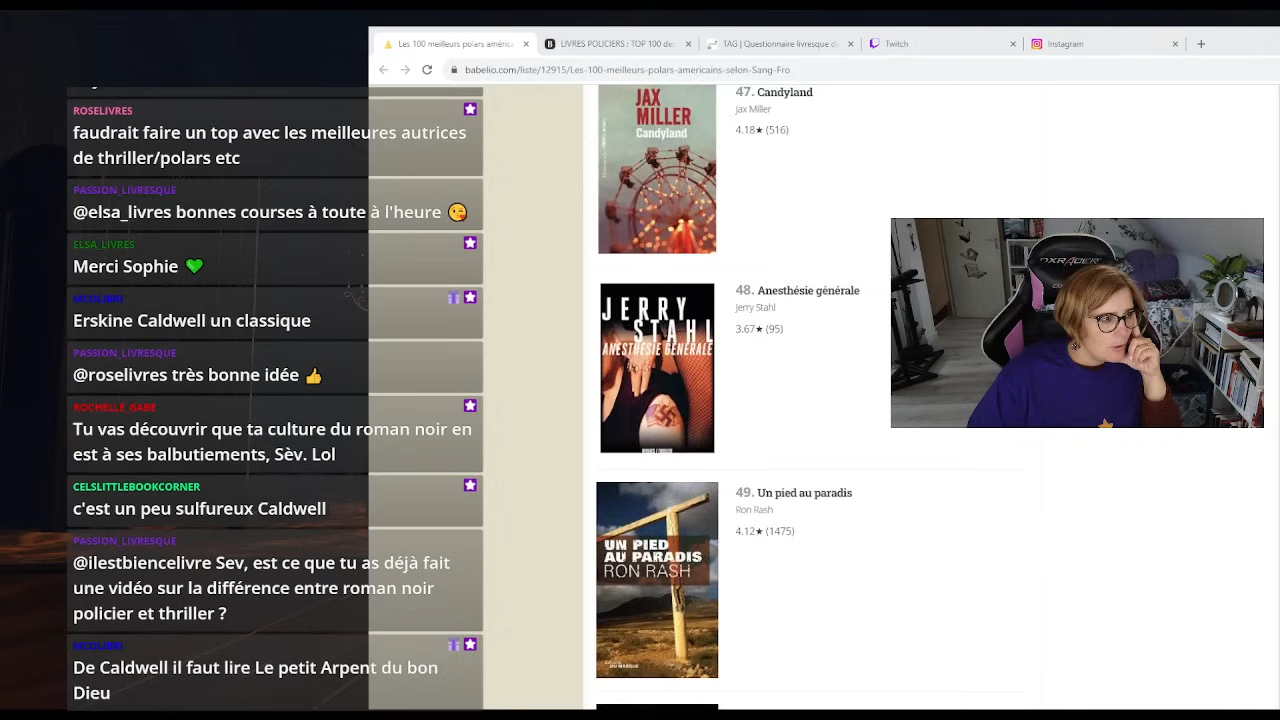 Les 100 meilleurs polars améric
LIVRES POLICIERS : TOP 100 des
TAG | Questionnaire livresque d
Twitch
Instagram
babelio.com/liste/12915/Les-100-meilleurs-polars-americains-selon-Sang-Fro
ROSELIVRES
faudrait faire un top avec les meilleures autrices
de thriller/polars etc
PASSION_LIVRESQUE
@elsa_livres bonnes courses à toute à l'heure 😘
ELSA_LIVRES
Merci Sophie 💚
Erskine Caldwell un classique
PASSION_LIVRESQUE
@roselivres très bonne idée 👍
ROCHELLE_GABE
Tu vas découvrir que ta culture du roman noir en
est à ses balbutiements, Sèv. Lol
CELSLITTLEBOOKCORNER
c'est un peu sulfureux Caldwell
PASSION_LIVRESQUE
@ilestbiencelivre Sev, est ce que tu as déjà fait
une vidéo sur la différence entre roman noir
policier et thriller ?
De Caldwell il faut lire Le petit Arpent du bon
Dieu
JAX
MILLER
Candyland
47. Candyland
Jax Miller
4.18★ (516)
JERRY
STAHL
ANESTHÉSIE GÉNÉRALE
48. Anesthésie générale
Jerry Stahl
3.67★ (95)
DXRACER
UN PIED
AU PARADIS
RON RASH
DU MASQUE
49. Un pied au paradis
Ron Rash
4.12★ (1475)